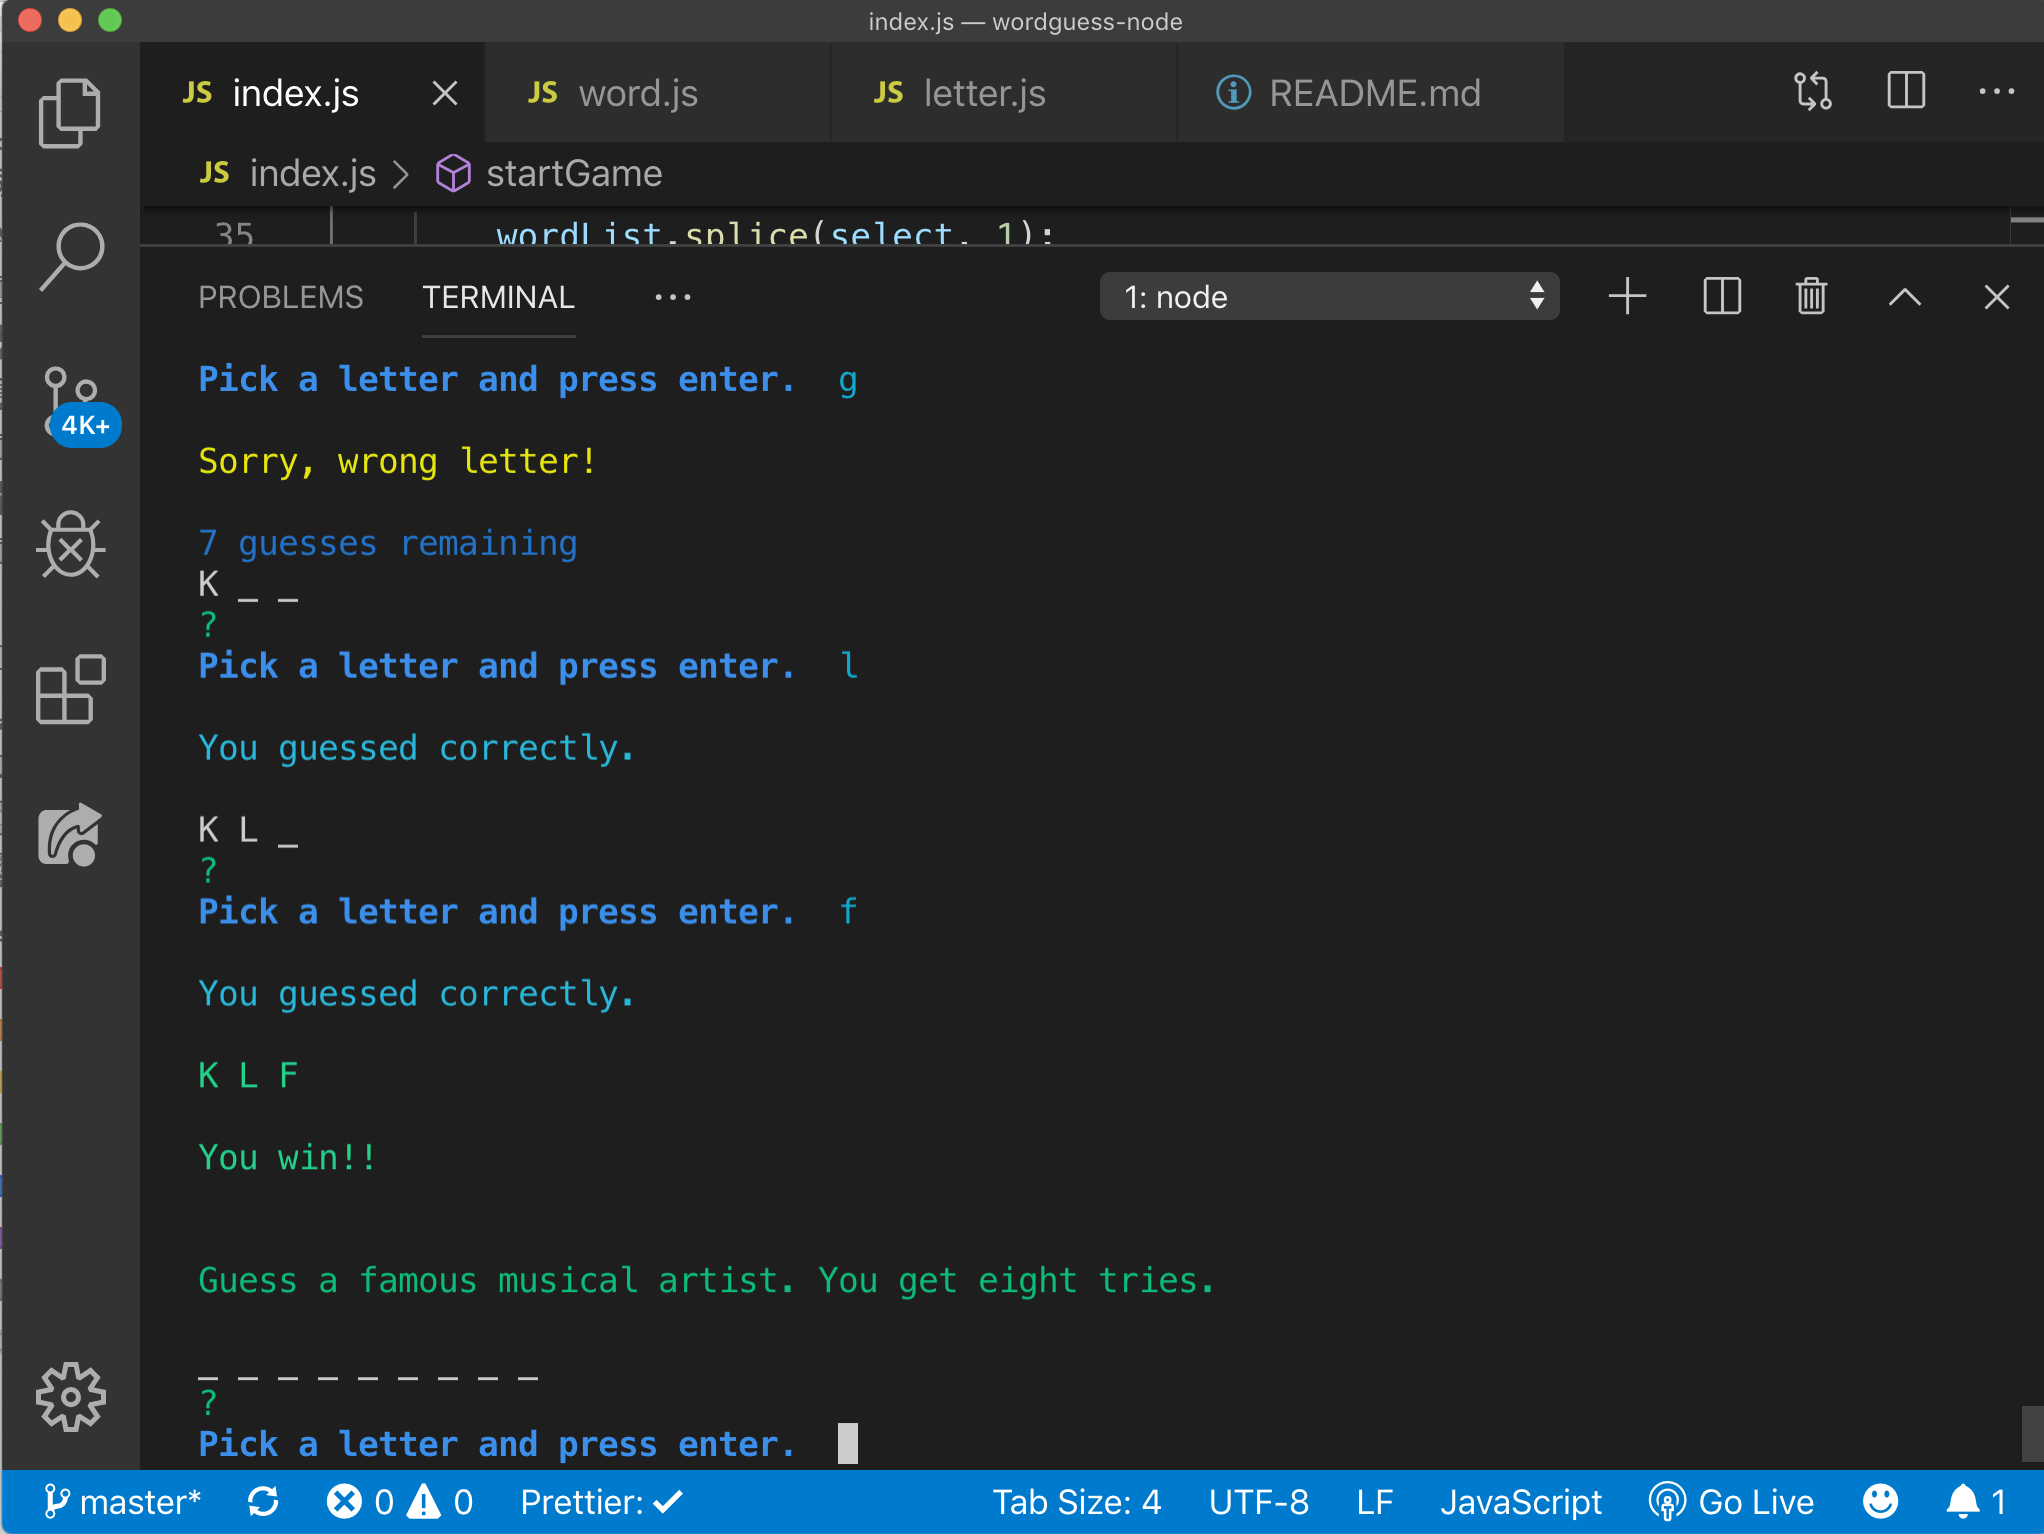 index.js — wordguess-node
JS index.js JS word.js JS letter.js README.md
JS index.js > startGame
35 wordList.splice(select, 1);
PROBLEMS TERMINAL ... 1: node
Pick a letter and press enter. g
Sorry, wrong letter!
7 guesses remaining
K _ _
?
Pick a letter and press enter. l
You guessed correctly.
K L _
?
Pick a letter and press enter. f
You guessed correctly.
K L F
You win!!
Guess a famous musical artist. You get eight tries.
_ _ _ _ _ _ _ _ _
?
Pick a letter and press enter.
4K+
master* 0 0 Prettier: ✓ Tab Size: 4 UTF-8 LF JavaScript Go Live 1